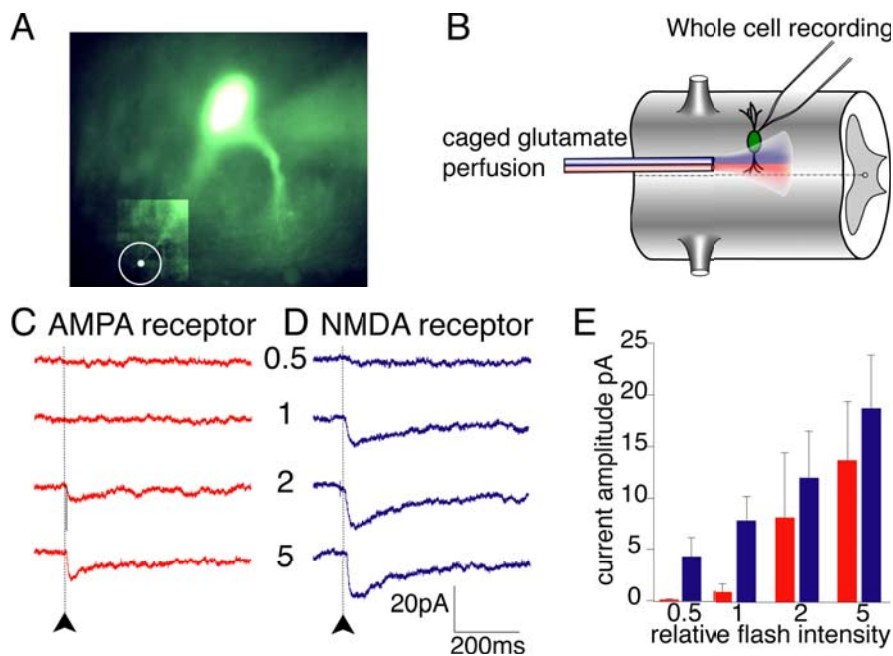 A
B
Whole cell recording
caged glutamate
perfusion
C AMPA receptor
D NMDA receptor
0.5
1
2
5
20pA
200ms
E
current amplitude pA
25
20
15
10
5
0
0.5 1 2 5
relative flash intensity